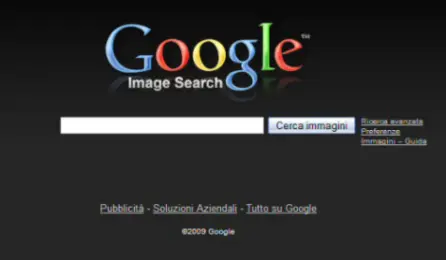 Google™
Image Search
Cerca immagini
Ricerca avanzata
Preferenze
Immagini – Guida
Pubblicità - Soluzioni Aziendali - Tutto su Google
©2009 Google